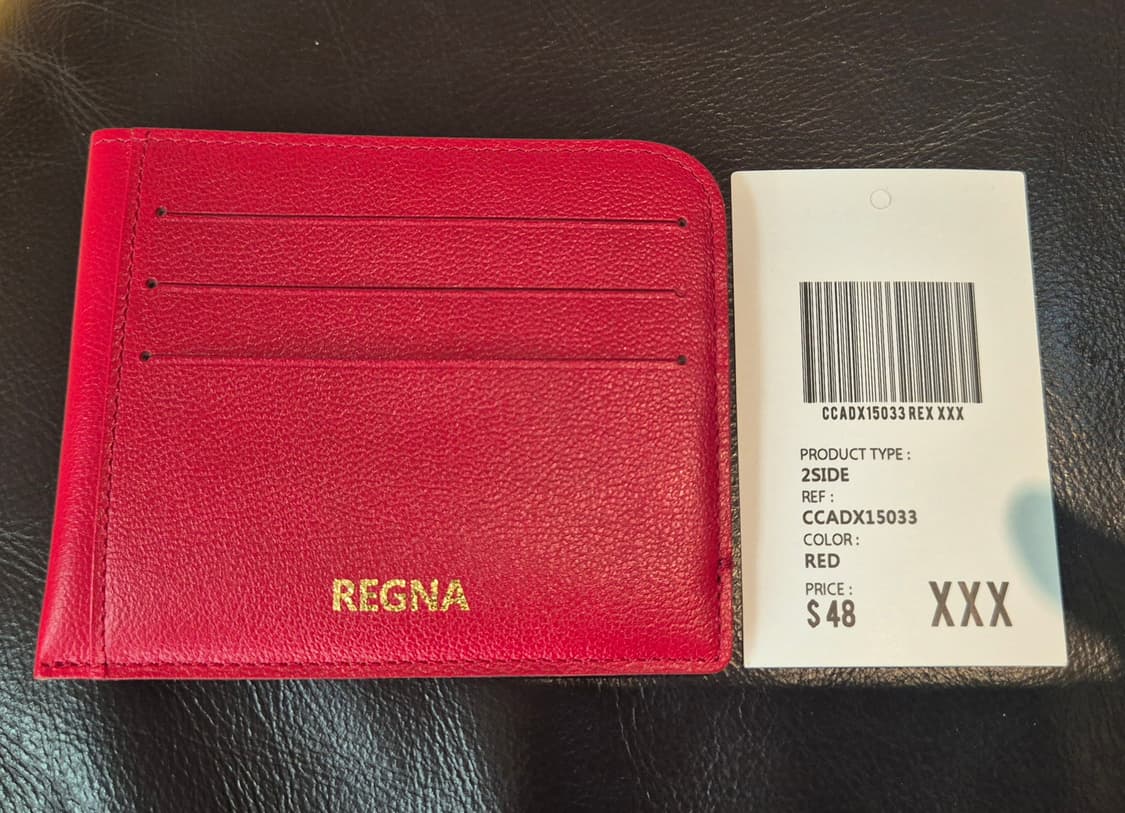 REGNA
CCADX15033 REX XXX
PRODUCT TYPE :
2SIDE
REF :
CCADX15033
COLOR :
RED
PRICE :
$ 48
XXX